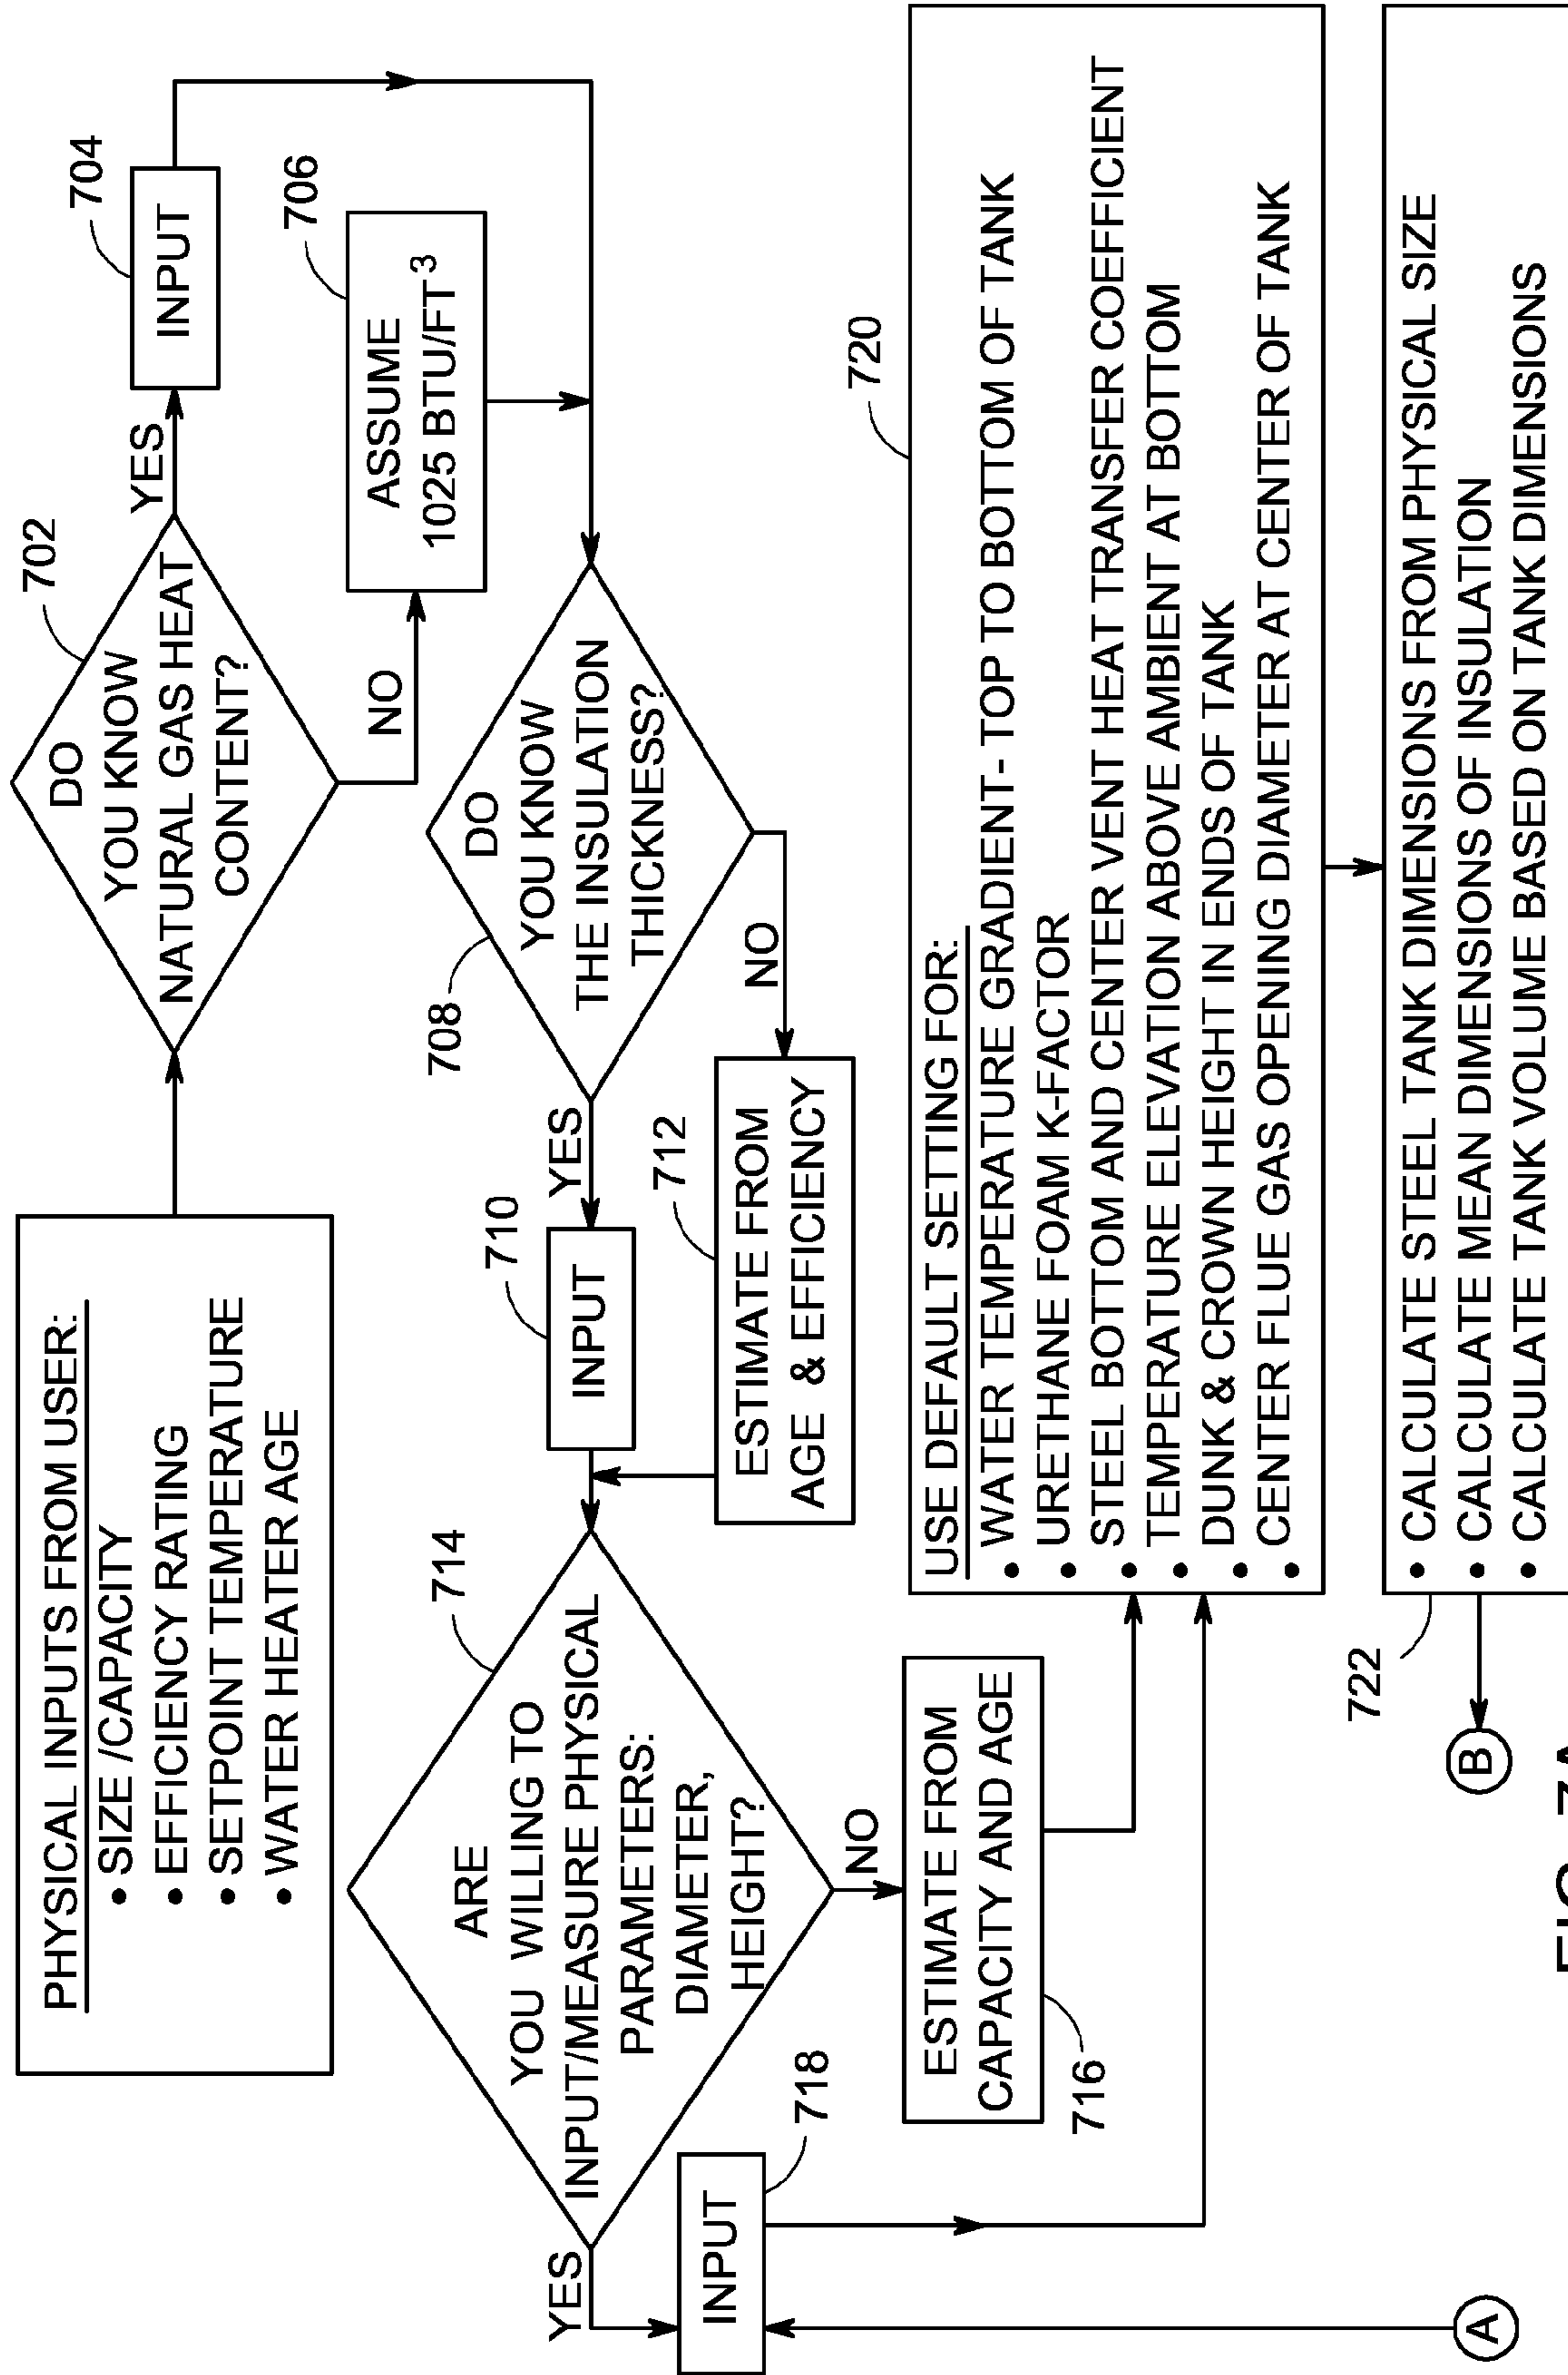 PHYSICAL INPUTS FROM USER:
• SIZE /CAPACITY
• EFFICIENCY RATING
• SETPOINT TEMPERATURE
• WATER HEATER AGE
702
DO
YOU KNOW
NATURAL GAS HEAT
CONTENT?
YES
704
INPUT
NO
706
ASSUME
1025 BTU/FT³
708
DO
YOU KNOW
THE INSULATION
THICKNESS?
YES
710
INPUT
NO
712
ESTIMATE FROM
AGE & EFFICIENCY
714
ARE
YOU WILLING TO
INPUT/MEASURE PHYSICAL
PARAMETERS:
DIAMETER,
HEIGHT?
YES
718
INPUT
NO
ESTIMATE FROM
CAPACITY AND AGE
716
720
USE DEFAULT SETTING FOR:
• WATER TEMPERATURE GRADIENT- TOP TO BOTTOM OF TANK
• URETHANE FOAM K-FACTOR
• STEEL BOTTOM AND CENTER VENT HEAT TRANSFER COEFFICIENT
• TEMPERATURE ELEVATION ABOVE AMBIENT AT BOTTOM
• DUNK & CROWN HEIGHT IN ENDS OF TANK
• CENTER FLUE GAS OPENING DIAMETER AT CENTER OF TANK
722
• CALCULATE STEEL TANK DIMENSIONS FROM PHYSICAL SIZE
• CALCULATE MEAN DIMENSIONS OF INSULATION
• CALCULATE TANK VOLUME BASED ON TANK DIMENSIONS
A
B